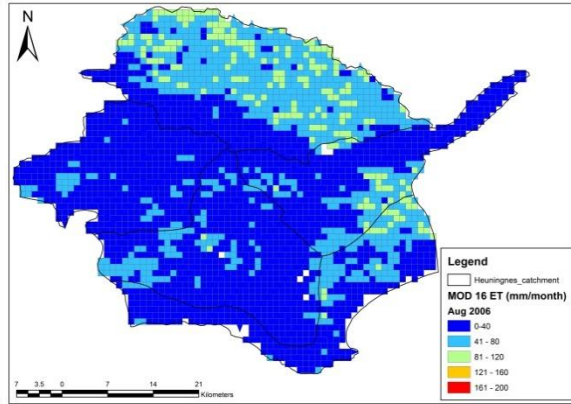 N
Legend
Heuningnes_catchment
MOD 16 ET (mm/month)
Aug 2006
0-40
41 - 80
81 - 120
121 - 160
161 - 200
7 3.5 0 7 14 21
Kilometers